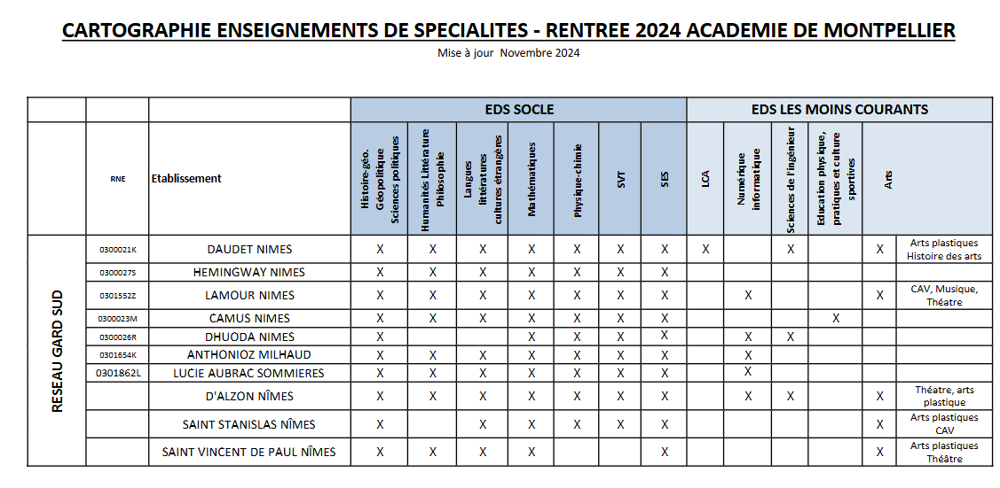 CARTOGRAPHIE ENSEIGNEMENTS DE SPECIALITES - RENTREE 2024 ACADEMIE DE MONTPELLIER
Mise à jour Novembre 2024
EDS SOCLE EDS LES MOINS COURANTS
RNE Etablissement
Histoire-géo.
Géopolitique
Sciences politiques
Humanités Littérature
Philosophie
Langues
littératures
cultures étrangères
Mathématiques
Physique-chimie
SVT
SES
LCA
Numérique
informatique
Sciences de l'ingénieur
Education physique,
pratiques et culture
sportives
Arts
RESEAU GARD SUD
0300021K DAUDET NIMES X X X X X X X X X X Arts plastiques
Histoire des arts
0300027S HEMINGWAY NIMES X X X X X X X
0301552Z LAMOUR NIMES X X X X X X X X X CAV, Musique,
Théatre
0300023M CAMUS NIMES X X X X X X X X
0300026R DHUODA NIMES X X X X X X X
0301654K ANTHONIOZ MILHAUD X X X X X X X X
0301862L LUCIE AUBRAC SOMMIERES X X X X X X X X
D'ALZON NÎMES X X X X X X X X X X Théatre, arts
plastique
SAINT STANISLAS NÎMES X X X X X X X Arts plastiques
CAV
SAINT VINCENT DE PAUL NÎMES X X X X X X Arts plastiques
Théâtre